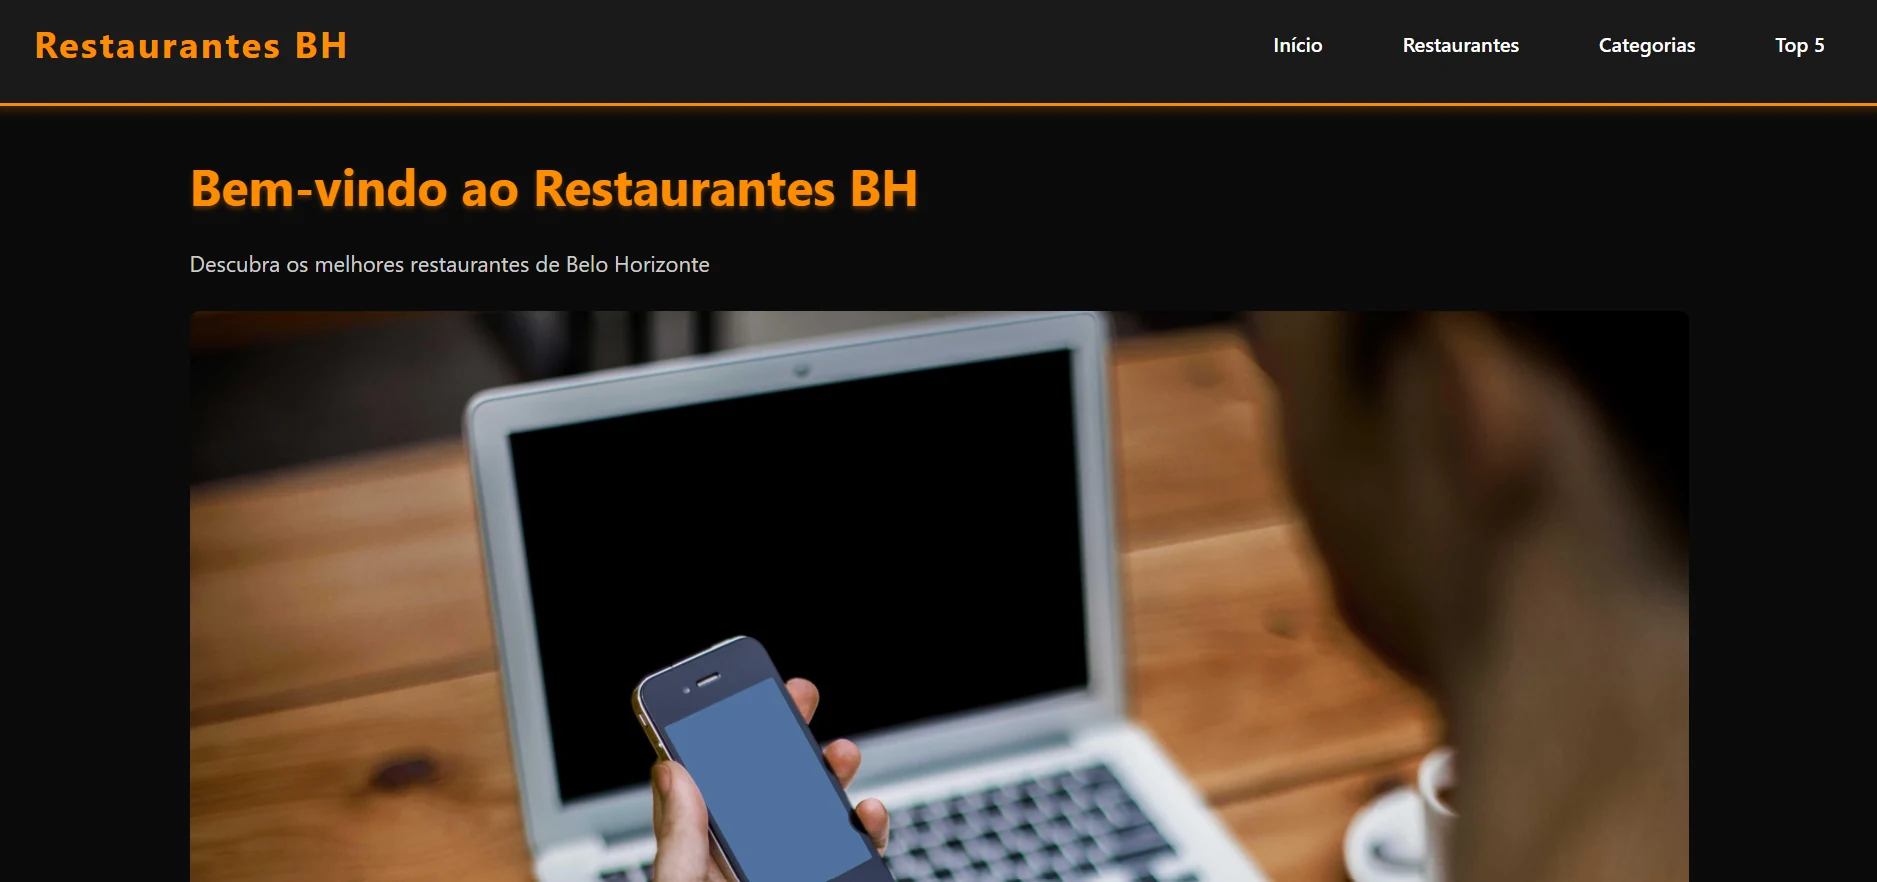 Restaurantes BH
Início
Restaurantes
Categorias
Top 5
Bem-vindo ao Restaurantes BH
Descubra os melhores restaurantes de Belo Horizonte